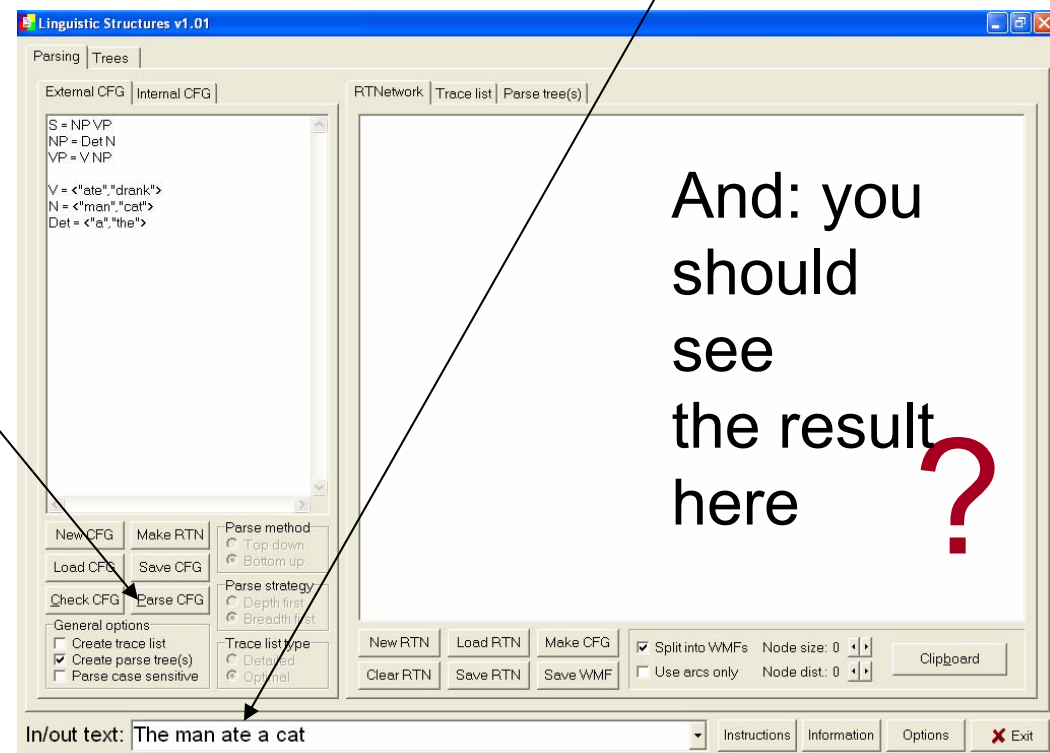 Linguistic Structures v1.01
Parsing Trees
External CFG Internal CFG
RTNetwork Trace list Parse tree(s)
S = NP VP
NP = Det N
VP = V NP
V = <"ate","drank">
N = <"man","cat">
Det = <"a","the">
And: you
should
see
the result
here
?
New CFG Make RTN
Load CFG Save CFG
Check CFG Parse CFG
Parse method
Top down
Bottom up
Parse strategy
Depth first
Breadth first
General options
Create trace list
Create parse tree(s)
Parse case sensitive
Trace list type
Detailed
Optimal
New RTN Load RTN Make CFG
Clear RTN Save RTN Save WMF
Split into WMFs Node size: 0
Use arcs only Node dist.: 0
Clipboard
In/out text: The man ate a cat
Instructions Information Options Exit